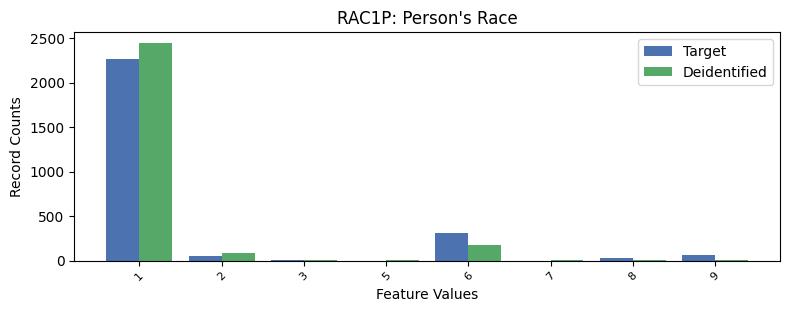 RAC1P: Person's Race
2500
2000
1500
1000
500
0
Record Counts
Target
Deidentified
1 2 3 5 6 7 8 9
Feature Values